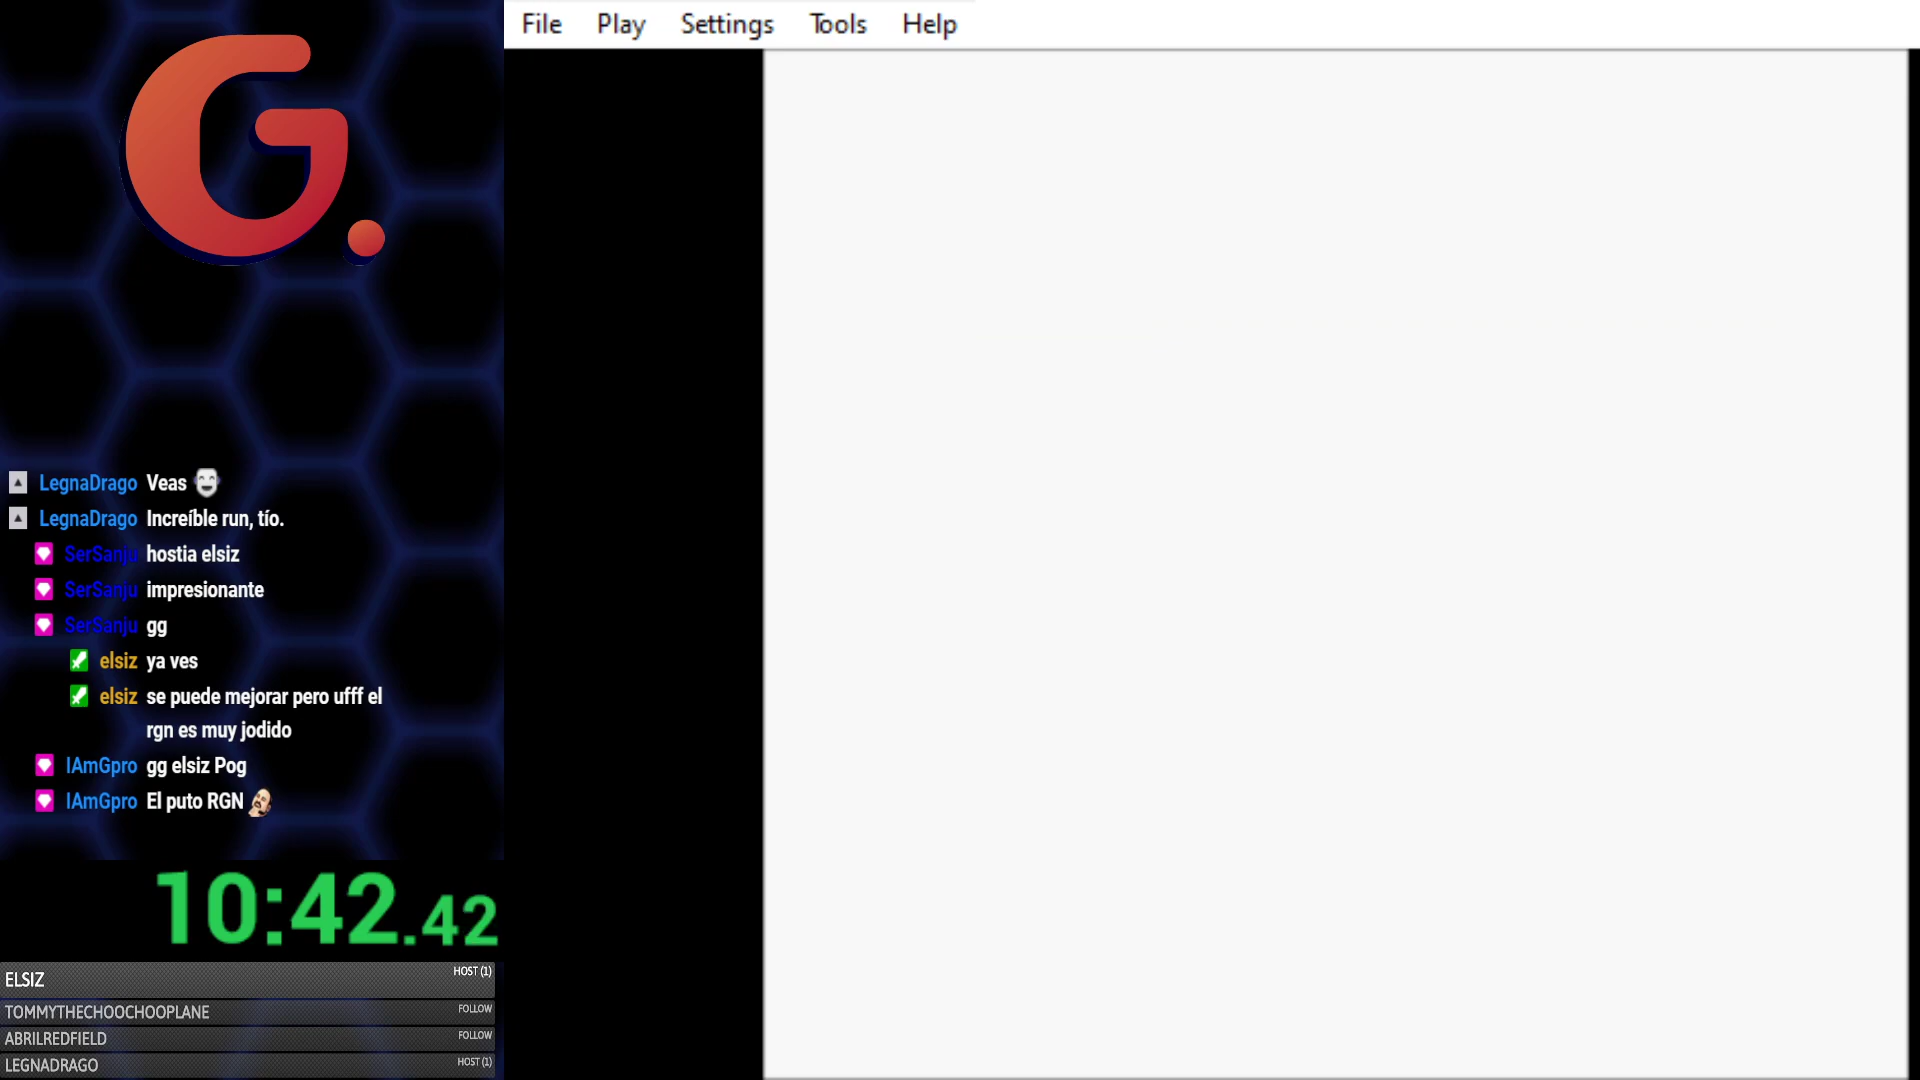 File Play Settings Tools Help
G.
LegnaDrago Veas
LegnaDrago Increíble run, tío.
SerSanju hostia elsiz
SerSanju impresionante
SerSanju gg
elsiz ya ves
elsiz se puede mejorar pero ufff el
rgn es muy jodido
IAmGpro gg elsiz Pog
IAmGpro El puto RGN
10:42.42
ELSIZ HOST (1)
TOMMYTHECHOOCHOOPLANE FOLLOW
ABRILREDFIELD FOLLOW
LEGNADRAGO HOST (1)